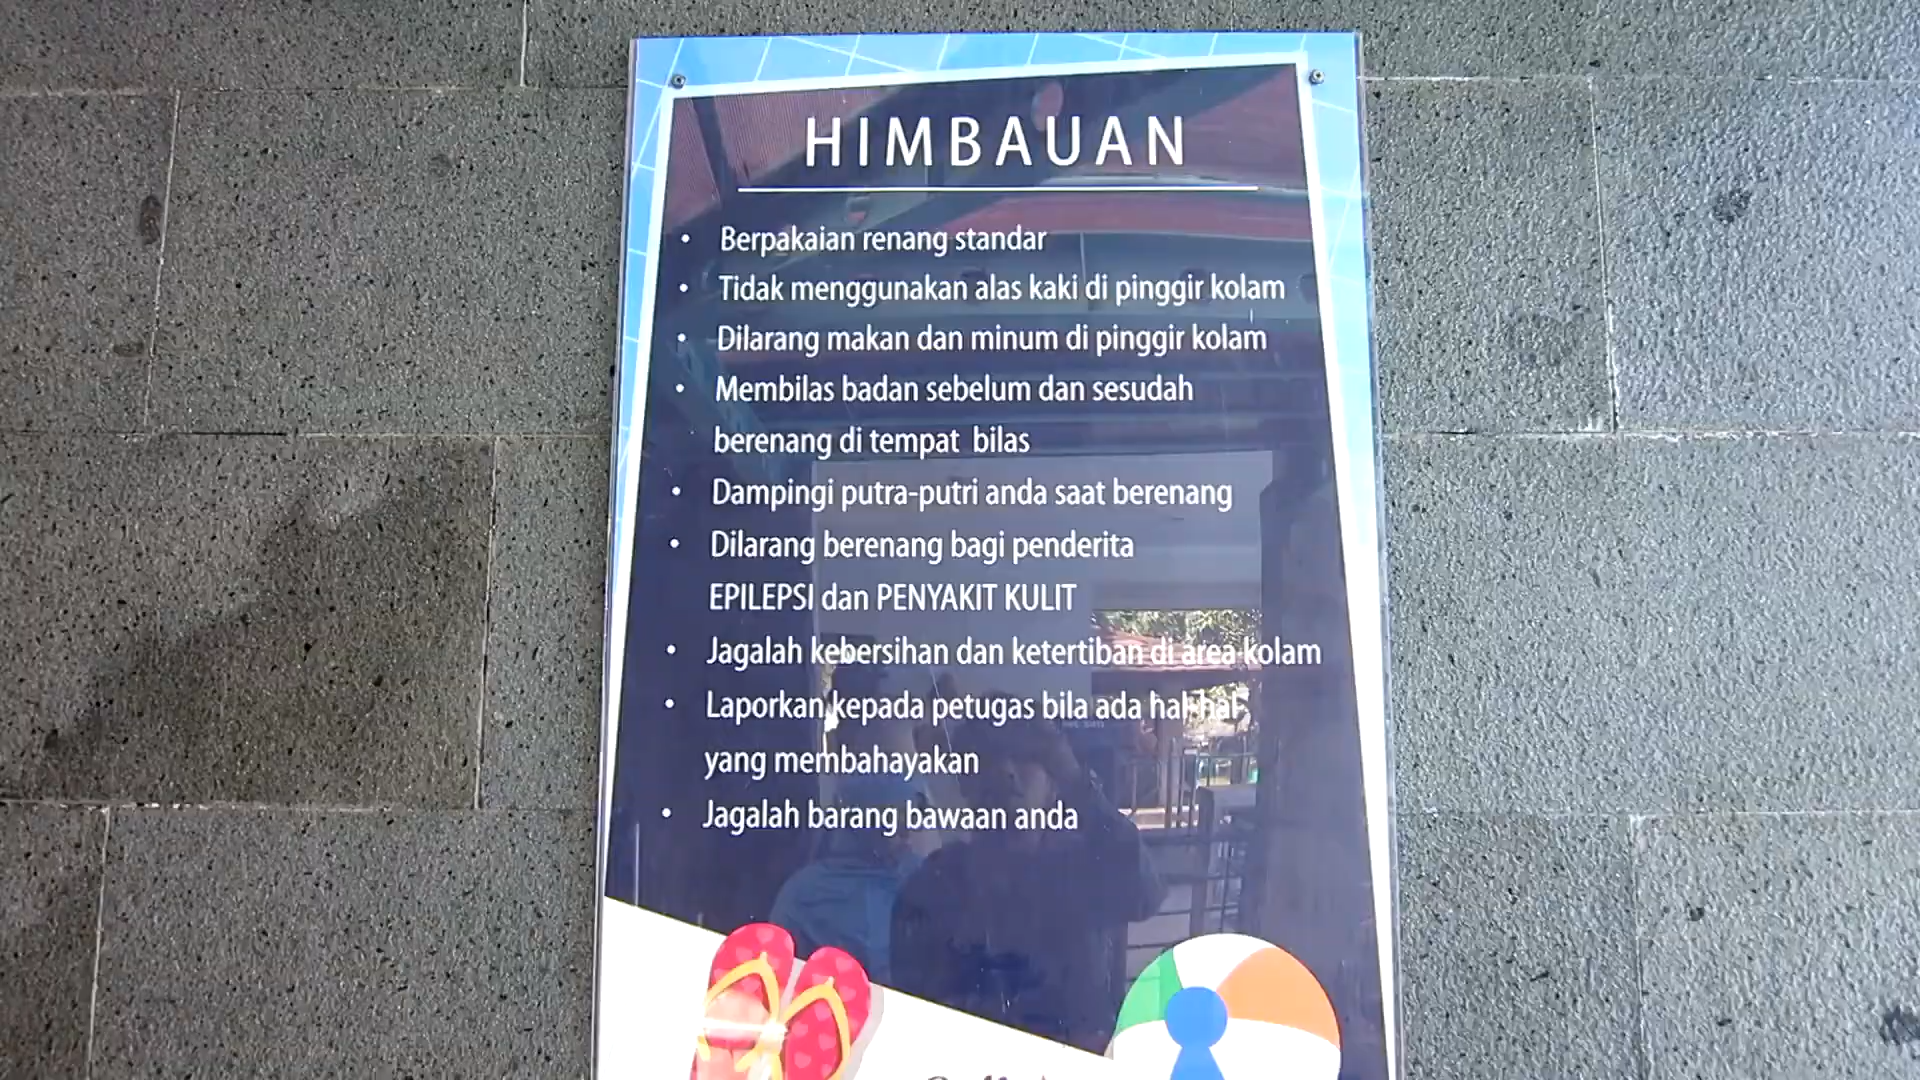 HIMBAUAN
• Berpakaian renang standar
• Tidak menggunakan alas kaki di pinggir kolam
• Dilarang makan dan minum di pinggir kolam
• Membilas badan sebelum dan sesudah
berenang di tempat bilas
• Dampingi putra-putri anda saat berenang
• Dilarang berenang bagi penderita
EPILEPSI dan PENYAKIT KULIT
• Jagalah kebersihan dan ketertiban di area kolam
• Laporkan kepada petugas bila ada hal-hal
yang membahayakan
• Jagalah barang bawaan anda